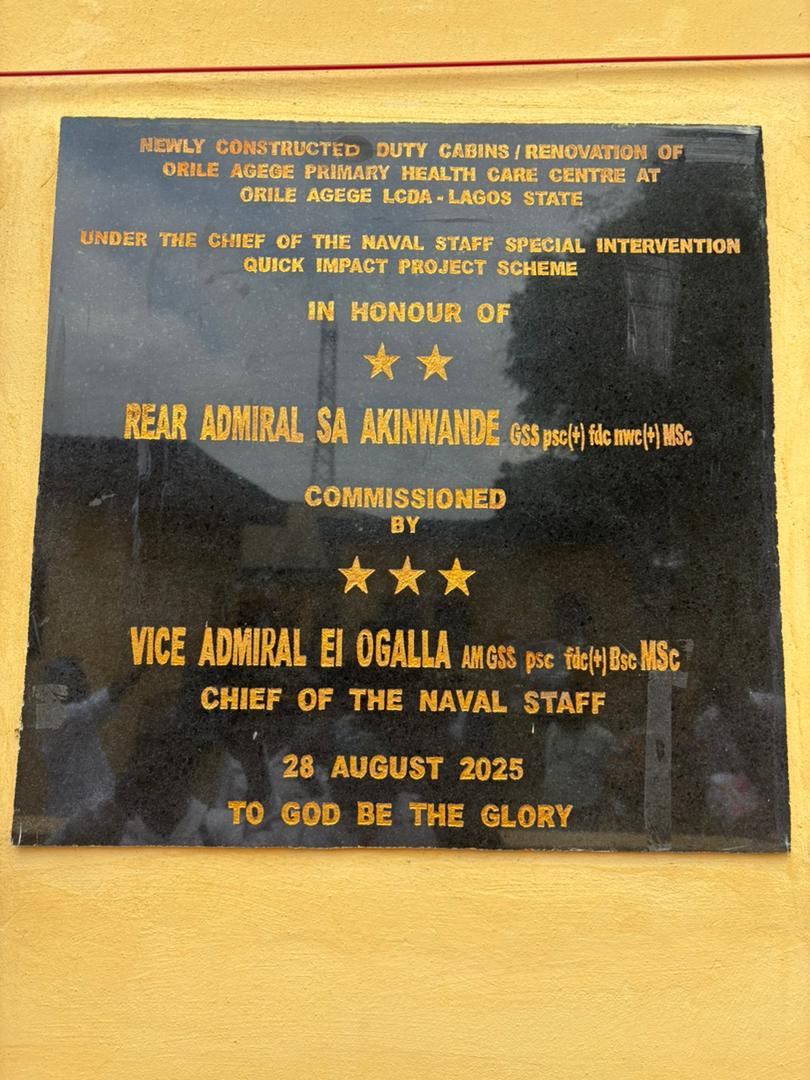 NEWLY CONSTRUCTED DUTY CABINS / RENOVATION OF
ORILE AGEGE PRIMARY HEALTH CARE CENTRE AT
ORILE AGEGE LCDA - LAGOS STATE
UNDER THE CHIEF OF THE NAVAL STAFF SPECIAL INTERVENTION
QUICK IMPACT PROJECT SCHEME
IN HONOUR OF
REAR ADMIRAL SA AKINWANDE GSS psc(+) fdc nwc(+) MSc
COMMISSIONED
BY
VICE ADMIRAL EI OGALLA AM GSS psc fdc(+) Bsc MSc
CHIEF OF THE NAVAL STAFF
28 AUGUST 2025
TO GOD BE THE GLORY